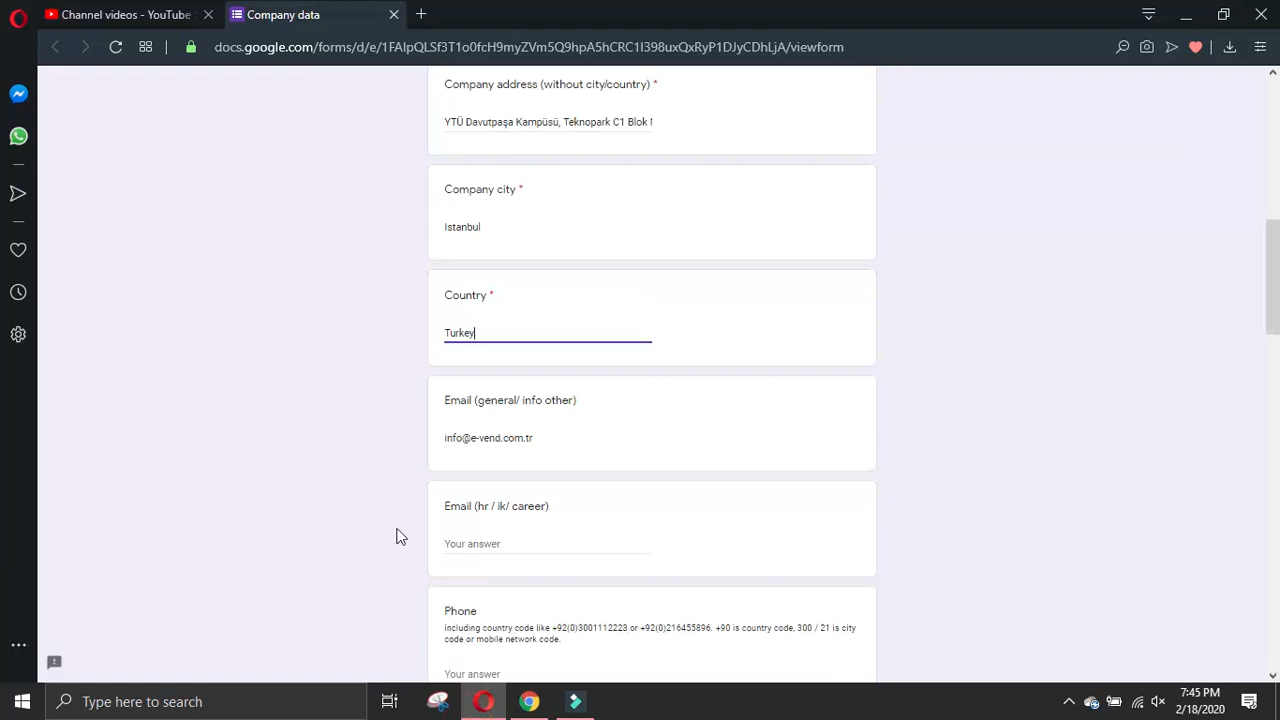 Channel videos - YouTube
Company data
docs.google.com/forms/d/e/1FAIpQLSf3T1o0fcH9myZVm5Q9hpA5hCRC1I398uxQxRyP1DJyCDhLjA/viewform
Company address (without city/country) *
YTÜ Davutpaşa Kampüsü, Teknopark C1 Blok
Company city *
Istanbul
Country *
Turkey
Email (general/ info other)
info@e-vend.com.tr
Email (hr / ik/ career)
Your answer
Phone
including country code like +92(0)3001112223 or +92(0)216455896. +90 is country code, 300 / 21 is city
code or mobile network code.
Your answer
Type here to search
7:45 PM
2/18/2020